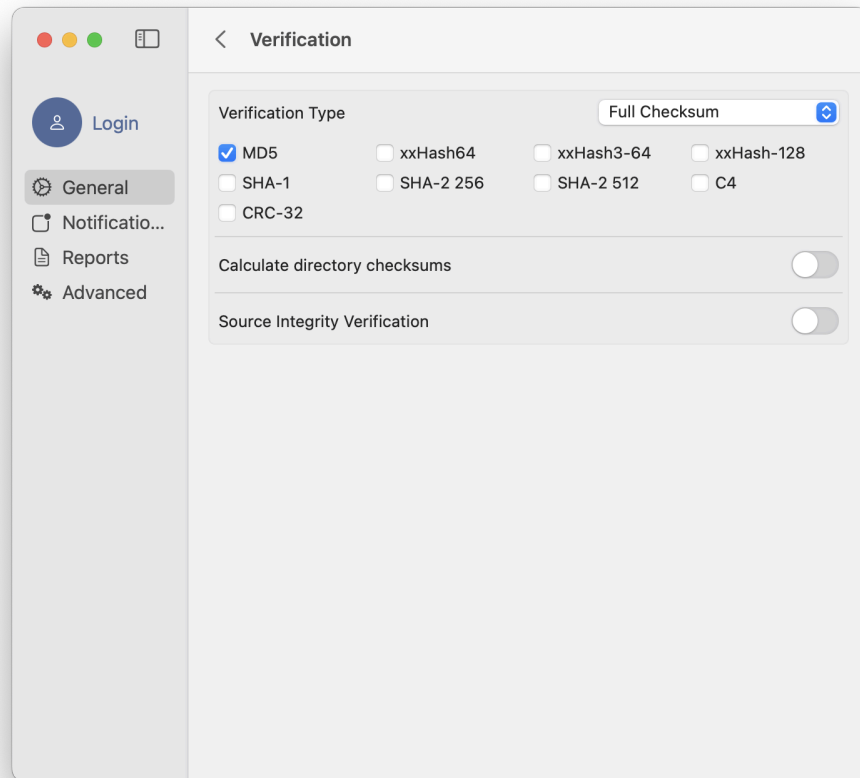 Verification
Login
General
Notificatio...
Reports
Advanced
Verification Type
Full Checksum
MD5 xxHash64 xxHash3-64 xxHash-128
SHA-1 SHA-2 256 SHA-2 512 C4
CRC-32
Calculate directory checksums
Source Integrity Verification